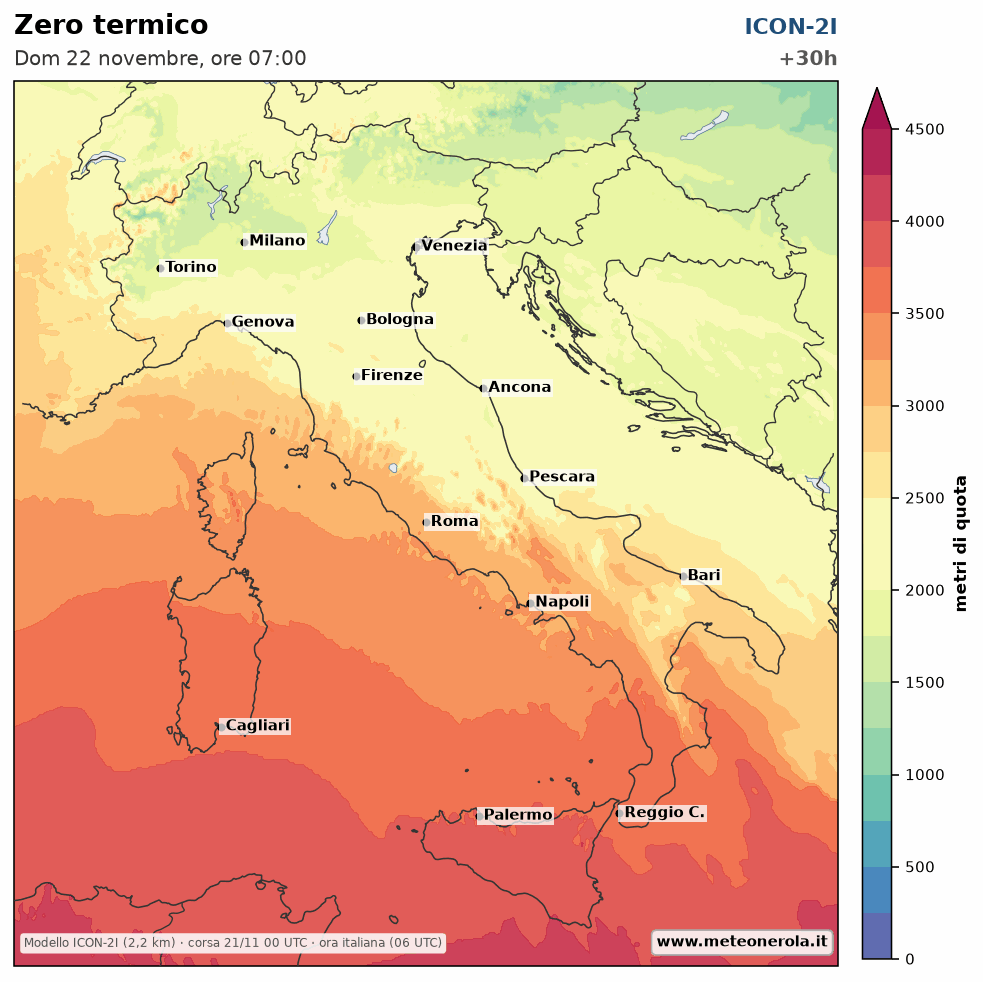 Zero termico
ICON-2I
Dom 22 novembre, ore 07:00
+30h
4500
4000
3500
3000
2500
2000
1500
1000
500
0
metri di quota
Milano
Venezia
Torino
Genova
Bologna
Firenze
Ancona
Pescara
Roma
Bari
Napoli
Cagliari
Palermo
Reggio C.
Modello ICON-2I (2,2 km) · corsa 21/11 00 UTC · ora italiana (06 UTC)
www.meteonerola.it